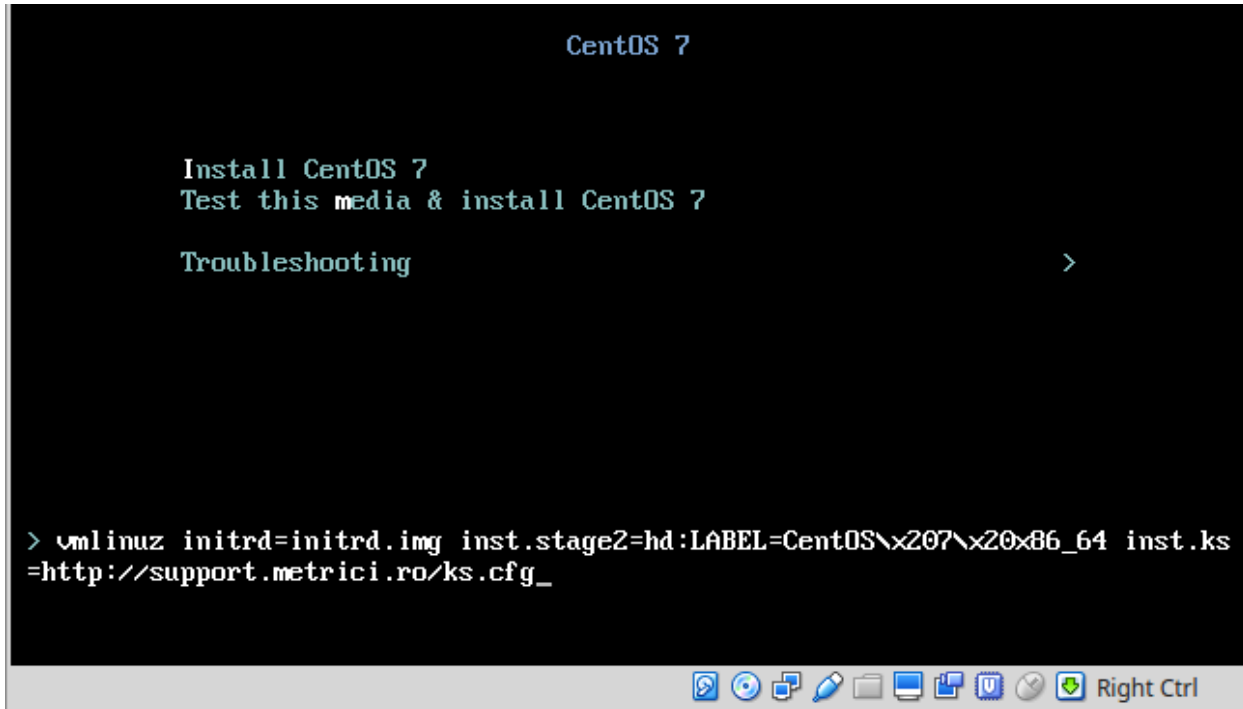 CentOS 7
Install CentOS 7
Test this media & install CentOS 7
Troubleshooting >
> vmlinuz initrd=initrd.img inst.stage2=hd:LABEL=CentOS\x207\x20x86_64 inst.ks
=http://support.metrici.ro/ks.cfg_
Right Ctrl